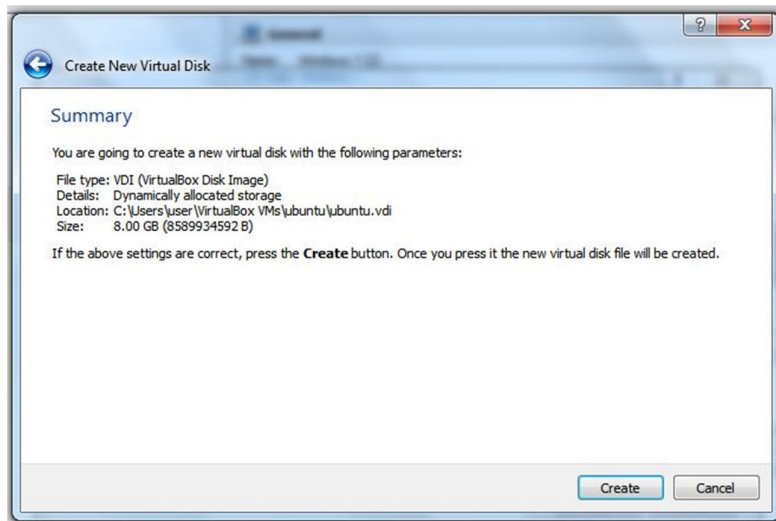 General
Create New Virtual Disk
Summary
You are going to create a new virtual disk with the following parameters:
File type: VDI (VirtualBox Disk Image)
Details: Dynamically allocated storage
Location: C:\Users\user\VirtualBox VMs\ubuntu\ubuntu.vdi
Size: 8.00 GB (8589934592 B)
If the above settings are correct, press the Create button. Once you press it the new virtual disk file will be created.
Create Cancel